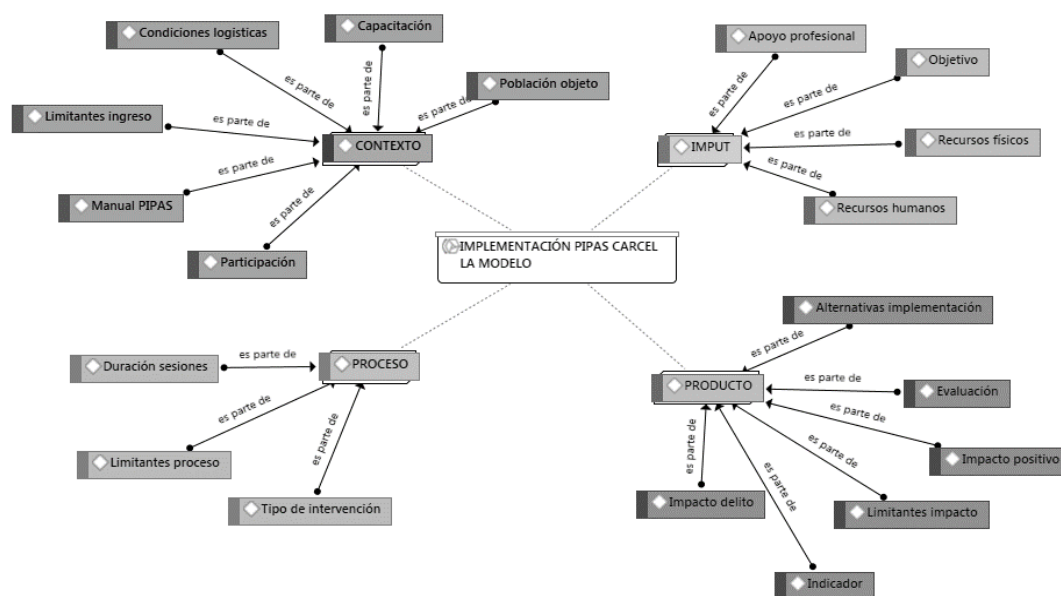 Condiciones logisticas
Capacitación
Población objeto
Limitantes ingreso
Manual PIPAS
Participación
CONTEXTO
es parte de
es parte de
es parte de
es parte de
es parte de
es parte de
Apoyo profesional
Objetivo
Recursos físicos
Recursos humanos
IMPUT
es parte de
es parte de
es parte de
es parte de
IMPLEMENTACIÓN PIPAS CARCEL
LA MODELO
Duración sesiones
Limitantes proceso
Tipo de intervención
PROCESO
es parte de
es parte de
es parte de
Alternativas implementación
Evaluación
Impacto positivo
Limitantes impacto
Indicador
Impacto delito
PRODUCTO
es parte de
es parte de
es parte de
es parte de
es parte de
es parte de